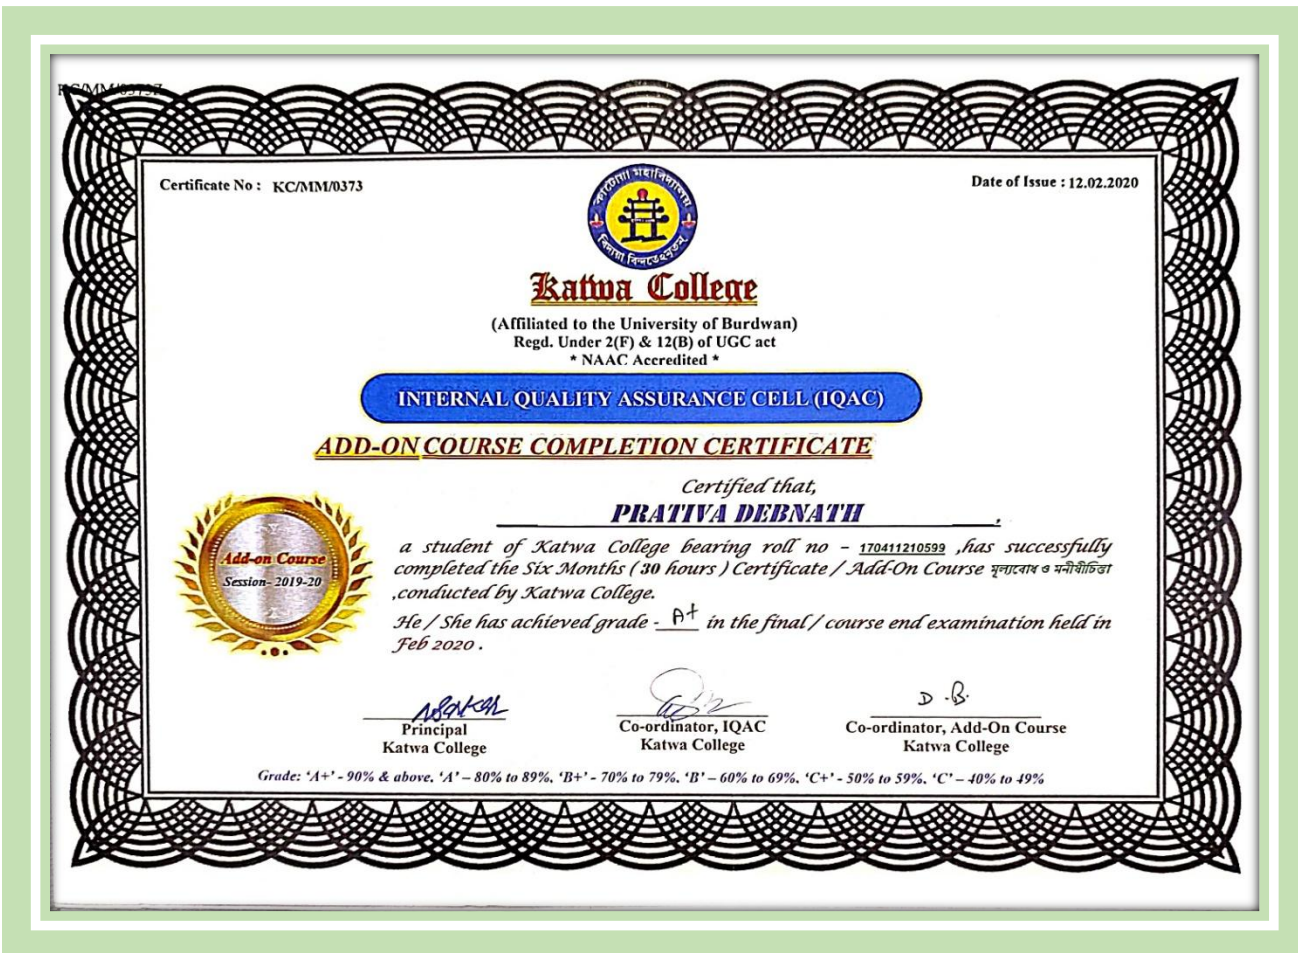 Certificate No : KC/MM/0373
Date of Issue : 12.02.2020
কাটোয়া মহাবিদ্যালয়
Katwa College
(Affiliated to the University of Burdwan)
Regd. Under 2(F) & 12(B) of UGC act
* NAAC Accredited *
INTERNAL QUALITY ASSURANCE CELL (IQAC)
ADD-ON COURSE COMPLETION CERTIFICATE
Certified that,
PRATIVA DEBNATH ,
Add-on Course
Session- 2019-20
a student of Katwa College bearing roll no – 170411210599 ,has successfully
completed the Six Months ( 30 hours ) Certificate / Add-On Course মূল্যবোধ ও মনীষীচিন্তা
,conducted by Katwa College.
He / She has achieved grade - A+ in the final / course end examination held in
Feb 2020 .
D.B.
Principal
Katwa College
Co-ordinator, IQAC
Katwa College
Co-ordinator, Add-On Course
Katwa College
Grade: ‘A+’ - 90% & above, ‘A’ – 80% to 89%, ‘B+’ - 70% to 79%, ‘B’ – 60% to 69%, ‘C+’ - 50% to 59%, ‘C’ – 40% to 49%